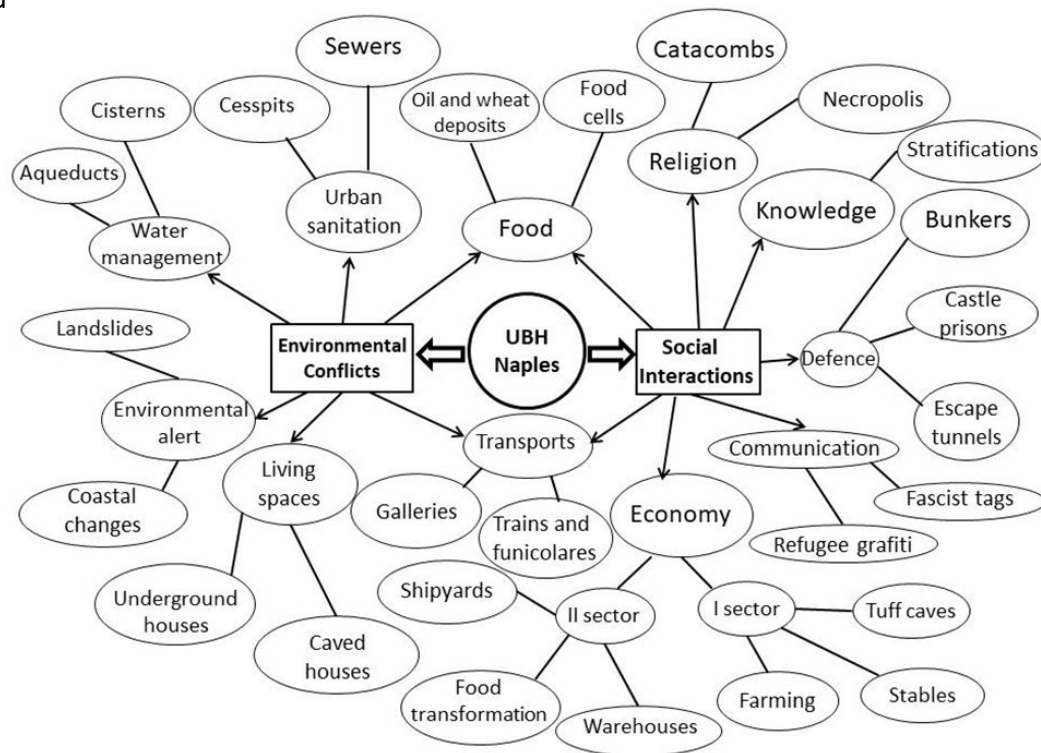 Sewers
Catacombs
Cisterns
Cesspits
Oil and wheat
deposits
Food
cells
Necropolis
Aqueducts
Religion
Stratifications
Water
management
Urban
sanitation
Food
Knowledge
Bunkers
Landslides
Environmental
Conflicts
UBH
Naples
Social
Interactions
Castle
prisons
Defence
Environmental
alert
Living
spaces
Transports
Communication
Escape
tunnels
Coastal
changes
Galleries
Trains and
funicolares
Economy
Fascist tags
Refugee grafiti
Underground
houses
Caved
houses
Shipyards
II sector
I sector
Tuff caves
Food
transformation
Warehouses
Farming
Stables